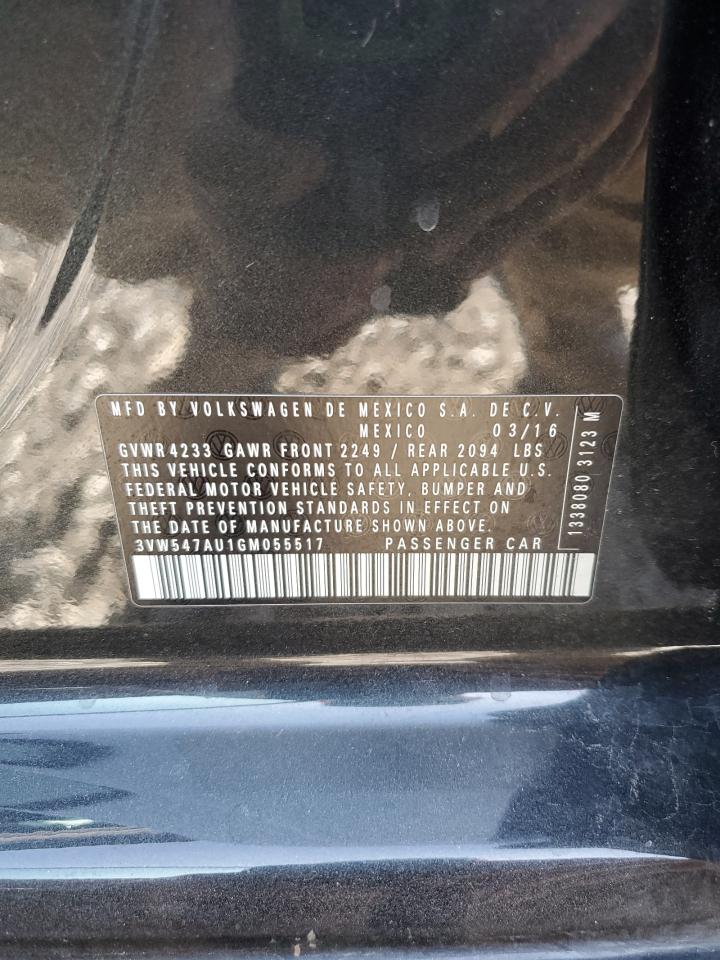 MFD BY VOLKSWAGEN DE MEXICO S.A. DE C.V.
MEXICO 03/16
GVWR 4233 GAWR FRONT 2249 / REAR 2094 LBS
THIS VEHICLE CONFORMS TO ALL APPLICABLE U.S.
FEDERAL MOTOR VEHICLE SAFETY, BUMPER AND
THEFT PREVENTION STANDARDS IN EFFECT ON
THE DATE OF MANUFACTURE SHOWN ABOVE.
3VW547AU1GM055517 PASSENGER CAR
1338080 3123 M